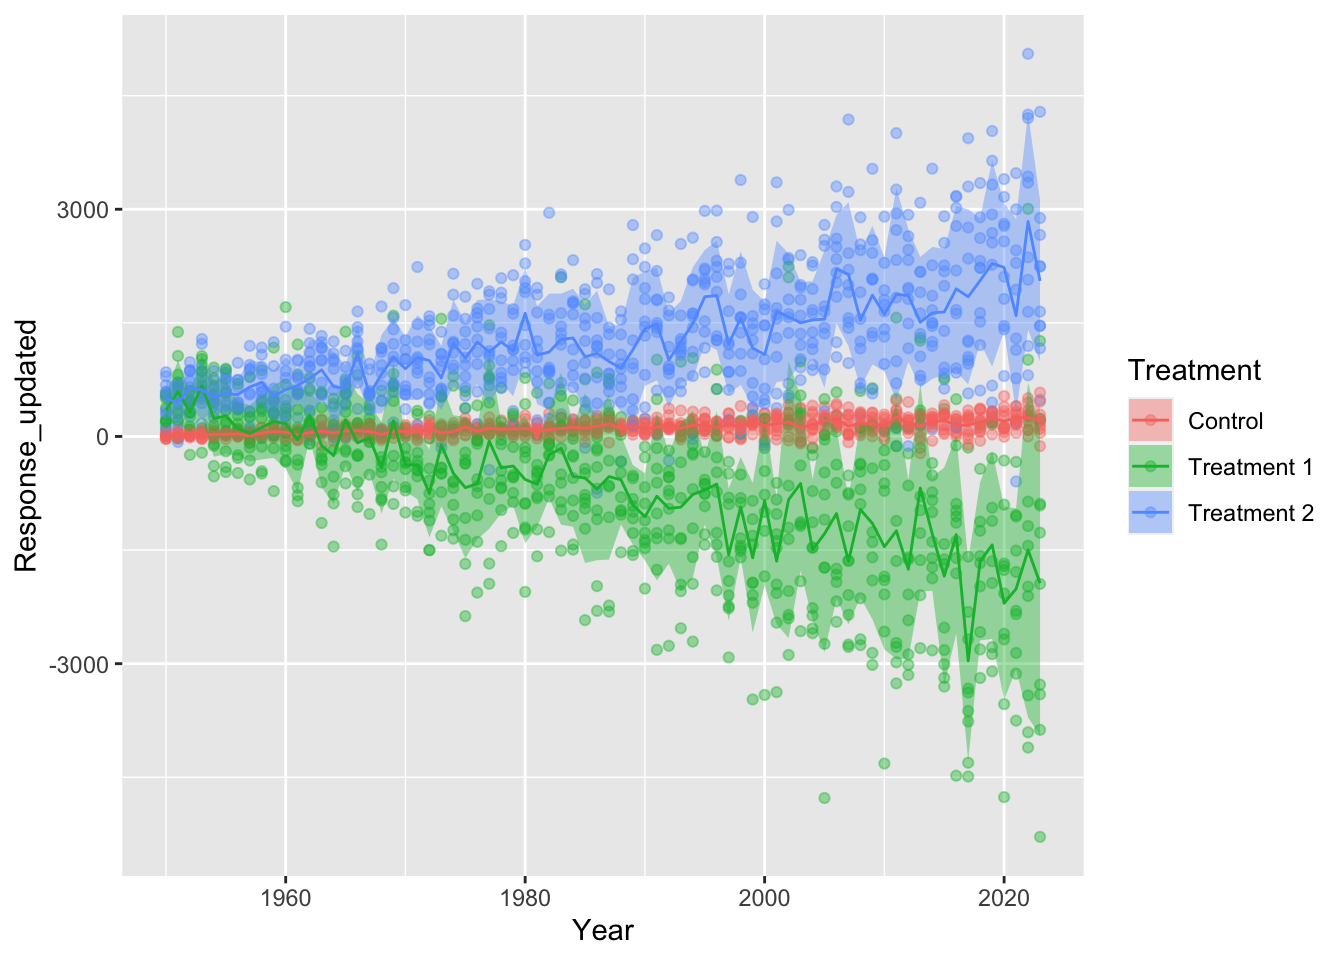 3000
0
-3000
Response_updated
1960
1980
2000
2020
Year
Treatment
Control
Treatment 1
Treatment 2